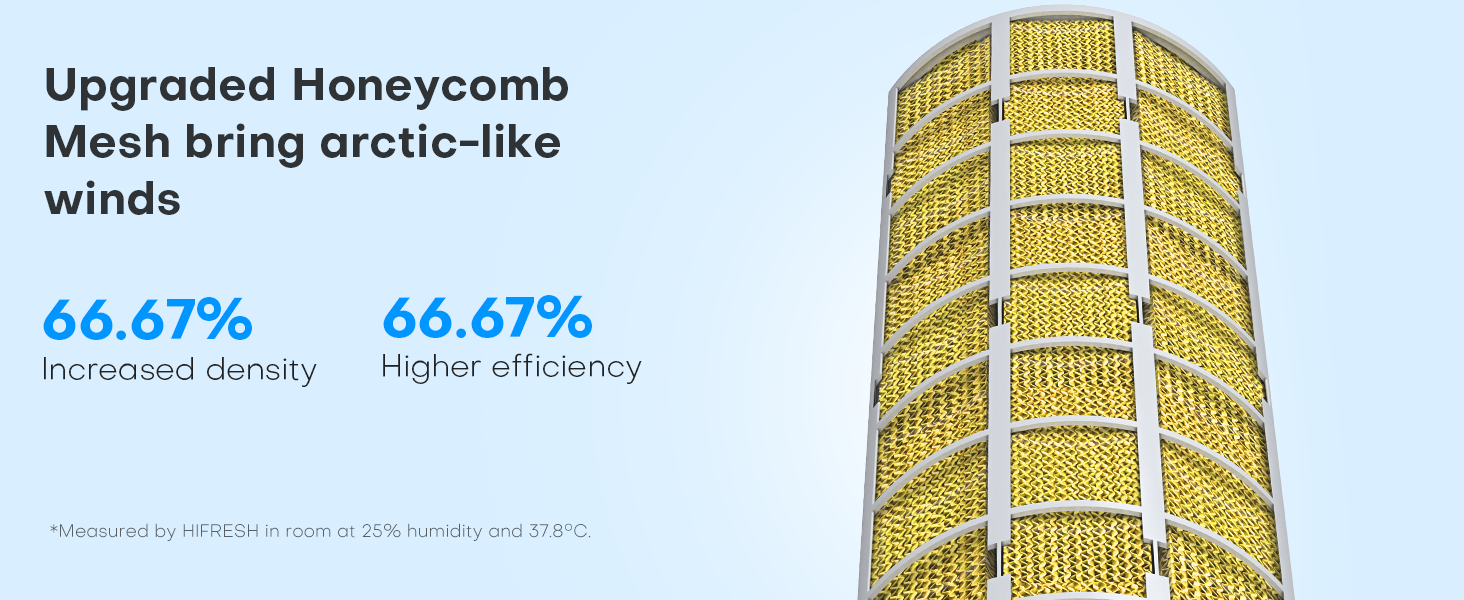 Upgraded Honeycomb
Mesh bring arctic-like
winds
66.67%
Increased density
66.67%
Higher efficiency
*Measured by HIFRESH in room at 25% humidity and 37.8°C.